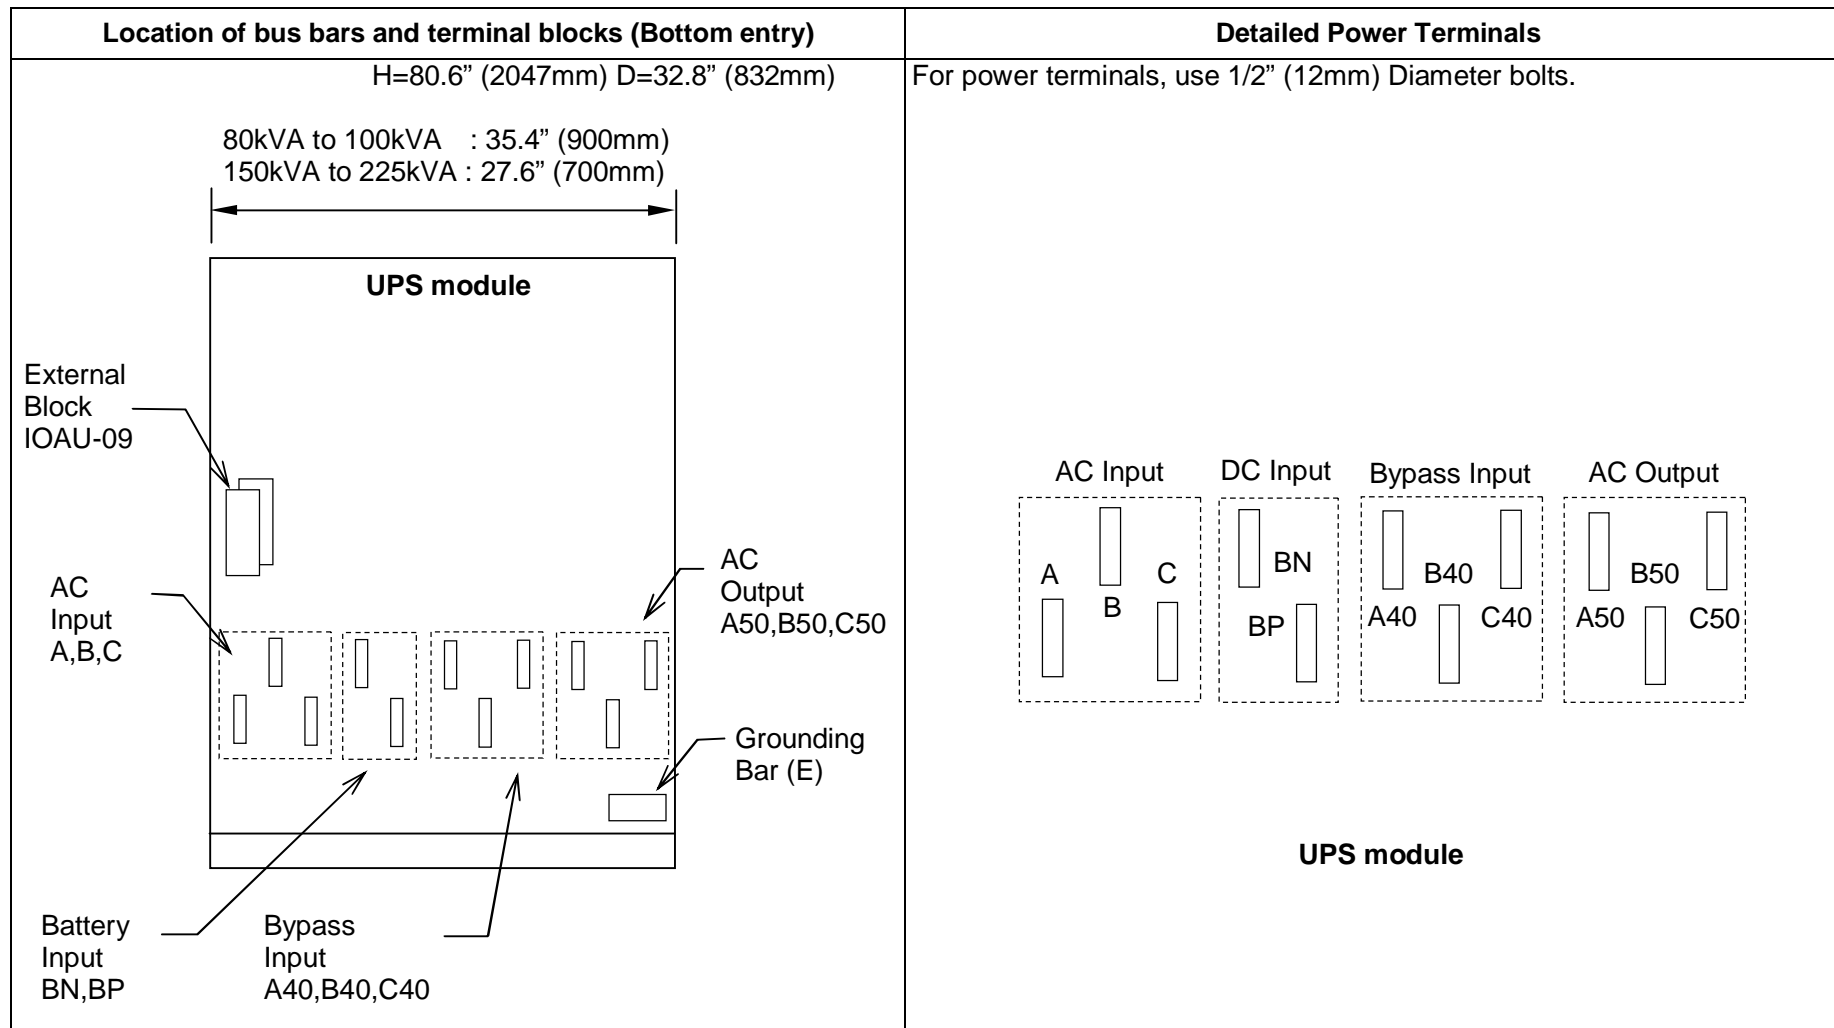 Location of bus bars and terminal blocks (Bottom entry)
Detailed Power Terminals
H=80.6” (2047mm) D=32.8” (832mm)
For power terminals, use 1/2” (12mm) Diameter bolts.
80kVA to 100kVA : 35.4” (900mm)
150kVA to 225kVA : 27.6” (700mm)
UPS module
External
Block
IOAU-09
AC
Input
A,B,C
AC
Output
A50,B50,C50
Grounding
Bar (E)
Battery
Input
BN,BP
Bypass
Input
A40,B40,C40
AC Input
DC Input
Bypass Input
AC Output
A
B
C
BN
BP
A40
B40
C40
A50
B50
C50
UPS module